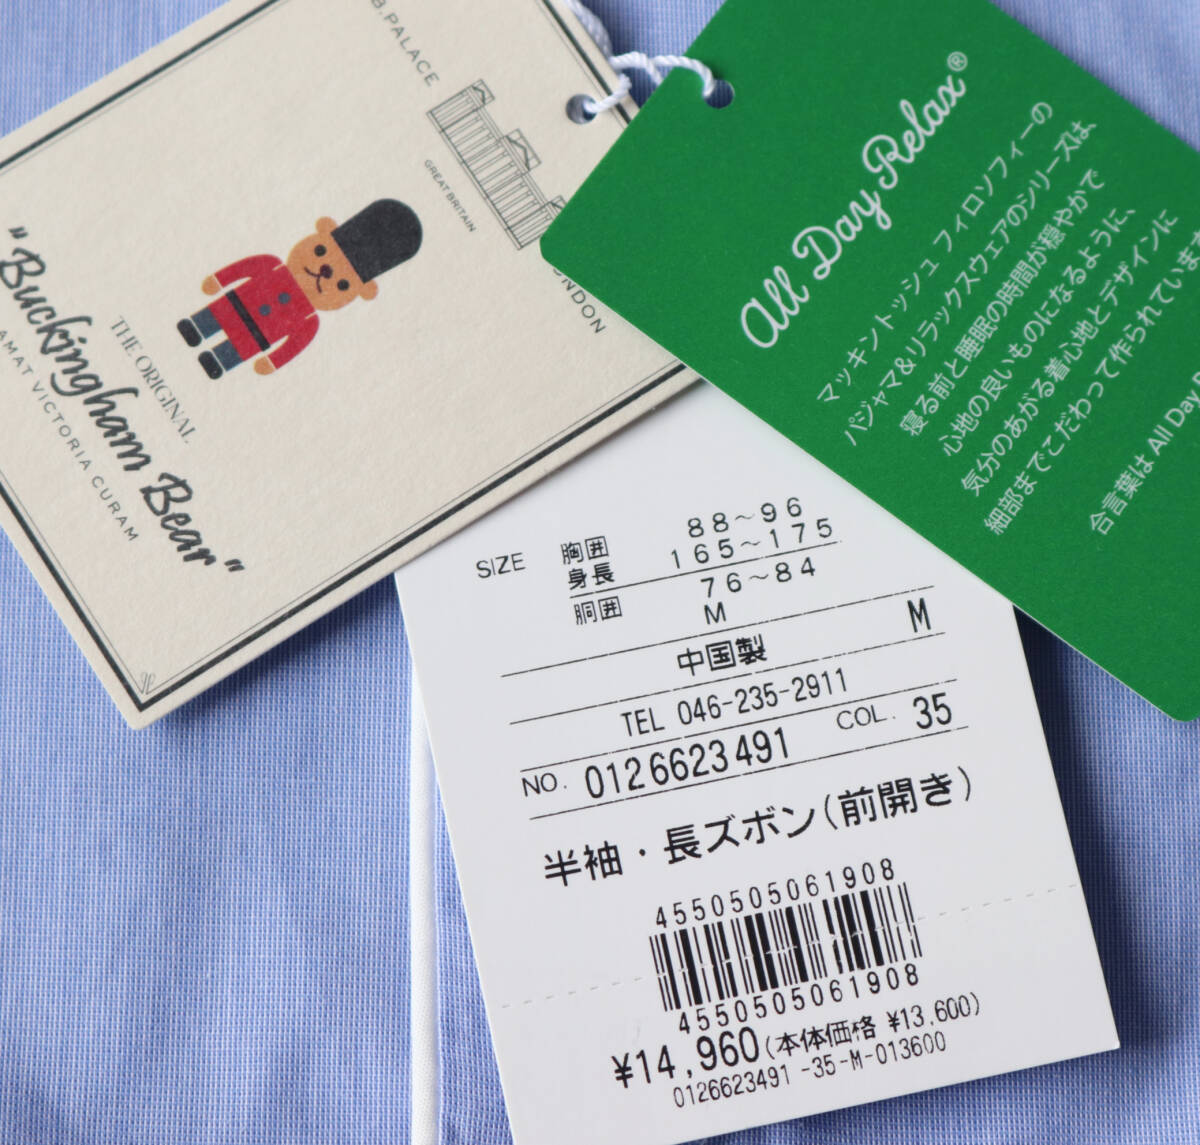 B.PALACE
GREAT BRITAIN
LONDON
THE ORIGINAL
"Buckingham Bear"
AMAT VICTORIA CURAM
All Day Relax®
マッキントッシュ フィロソフィーの
パジャマ&リラックスウェアのシリーズは、
寝る前と睡眠の時間が穏やかで
心地の良いものになるように、
気分のあがる着心地とデザインに
細部までこだわって作られていま
合言葉は All Day
SIZE 胸囲 88～96
身長 165～175
胴囲 76～84
M
中国製 M
TEL 046-235-2911
NO. 0126623491 COL. 35
半袖・長ズボン(前開き)
4550505061908
4550505061908
¥14,960(本体価格 ¥13,600)
0126623491 -35-M-013600